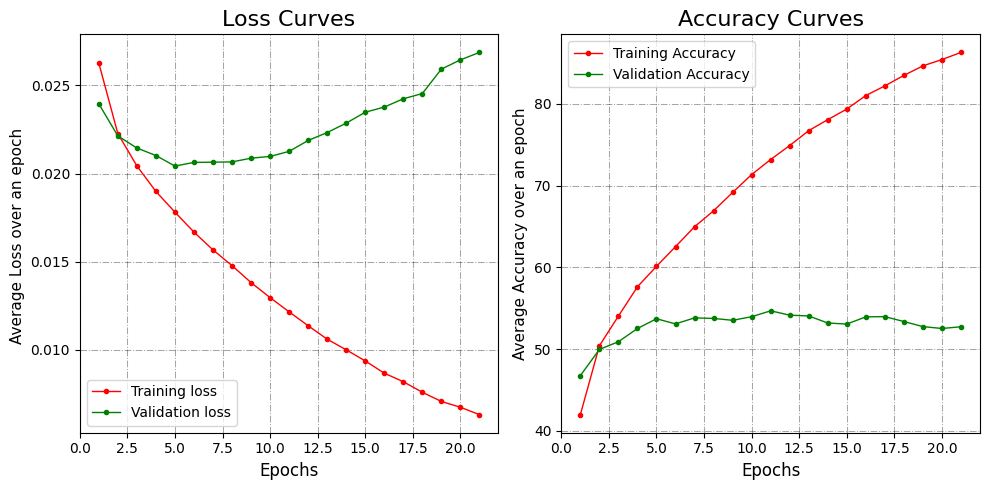 Loss Curves
Average Loss over an epoch
0.025
0.020
0.015
0.010
Training loss
Validation loss
0.0 2.5 5.0 7.5 10.0 12.5 15.0 17.5 20.0
Epochs
Accuracy Curves
Average Accuracy over an epoch
Training Accuracy
Validation Accuracy
80
70
60
50
40
0.0 2.5 5.0 7.5 10.0 12.5 15.0 17.5 20.0
Epochs